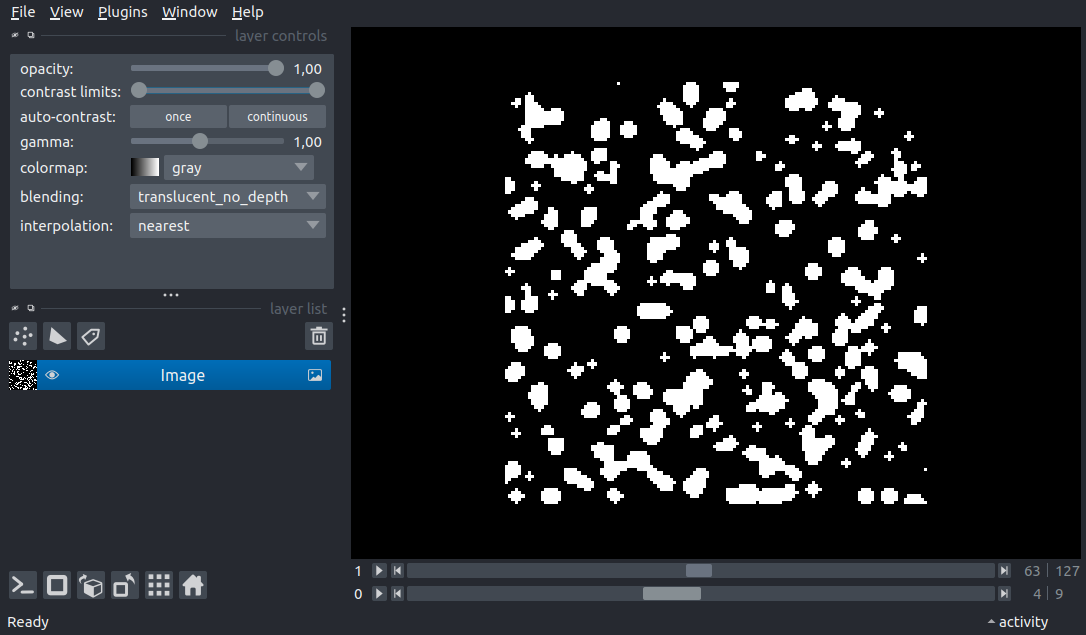 File View Plugins Window Help
layer controls
opacity: 1,00
contrast limits:
auto-contrast: once continuous
gamma: 1,00
colormap: gray
blending: translucent_no_depth
interpolation: nearest
layer list
Image
1 63 127
0 4 9
Ready activity